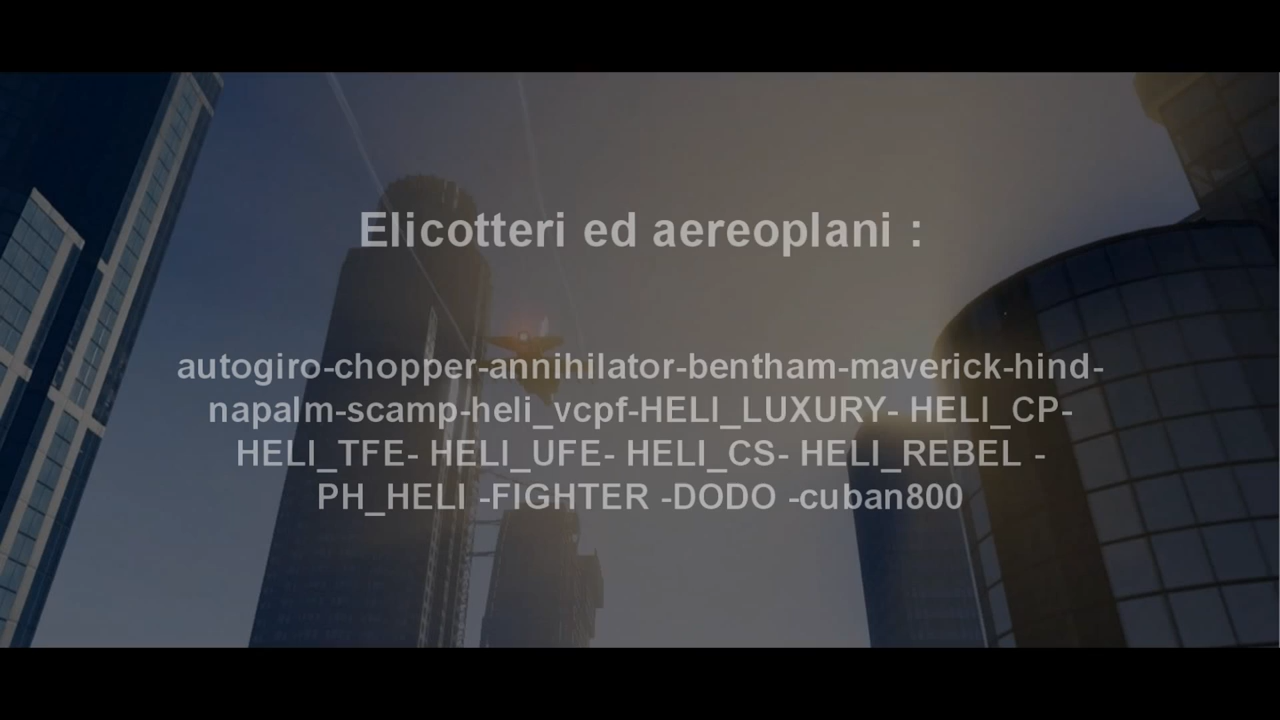 Elicotteri ed aereoplani :
autogiro-chopper-annihilator-bentham-maverick-hind-
napalm-scamp-heli_vcpf-HELI_LUXURY- HELI_CP-
HELI_TFE- HELI_UFE- HELI_CS- HELI_REBEL -
PH_HELI -FIGHTER -DODO -cuban800